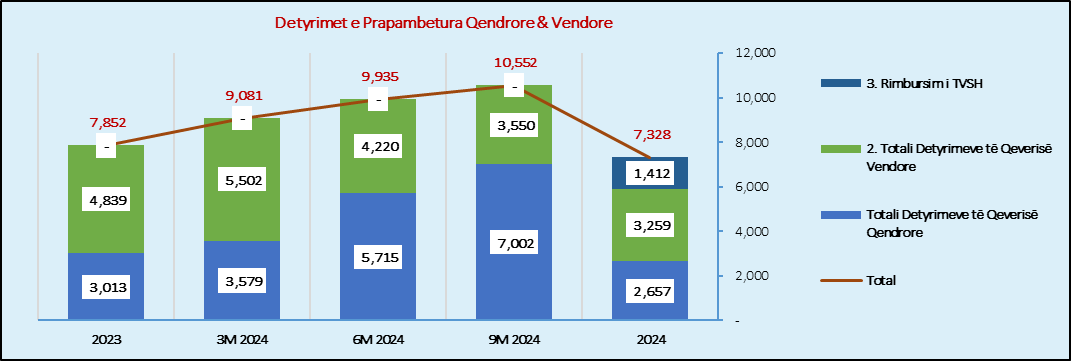 Detyrimet e Prapambetura Qendrore & Vendore
12,000
10,000
8,000
6,000
4,000
2,000
-
7,852
9,081
9,935
10,552
7,328
-
-
-
-
1,412
4,839
5,502
4,220
3,550
3,259
3,013
3,579
5,715
7,002
2,657
2023
3M 2024
6M 2024
9M 2024
2024
3. Rimbursim i TVSH
2. Totali Detyrimeve të Qeverisë
Vendore
Totali Detyrimeve të Qeverisë
Qendrore
Total